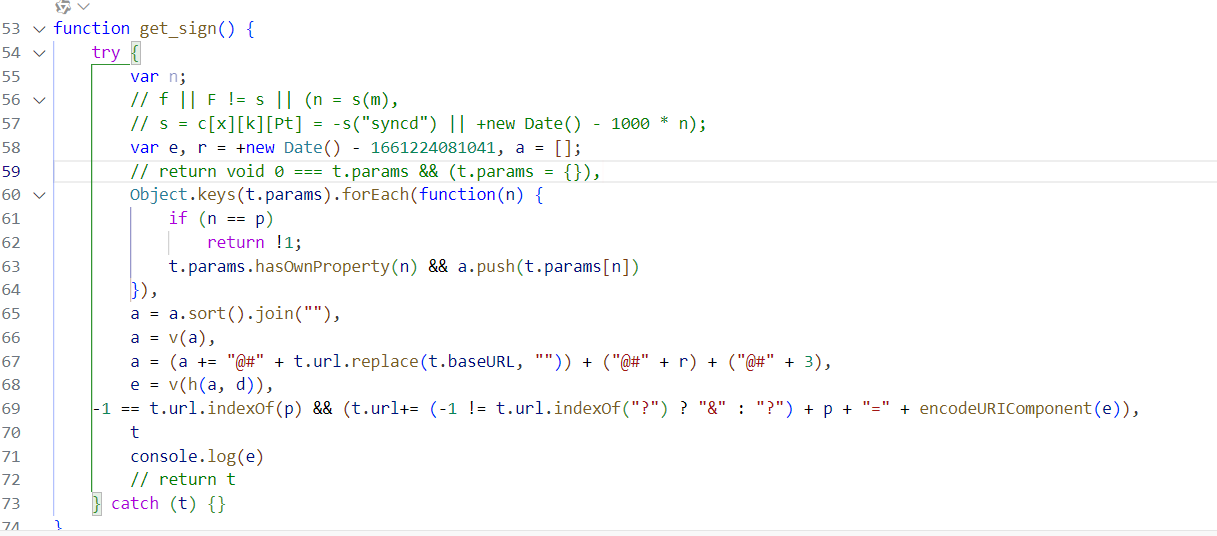 53 function get_sign() {
54 try {
55 var n;
56 // f || F != s || (n = s(m),
57 // s = c[x][k][Pt] = -s("syncd") || +new Date() - 1000 * n);
58 var e, r = +new Date() - 1661224081041, a = [];
59 // return void 0 === t.params && (t.params = {}),
60 Object.keys(t.params).forEach(function(n) {
61 if (n == p)
62 return !1;
63 t.params.hasOwnProperty(n) && a.push(t.params[n])
64 }),
65 a = a.sort().join(""),
66 a = v(a),
67 a = (a += "@#" + t.url.replace(t.baseURL, "")) + ("@#" + r) + ("@#" + 3),
68 e = v(h(a, d)),
69 -1 == t.url.indexOf(p) && (t.url+= (-1 != t.url.indexOf("?") ? "&" : "?") + p + "=" + encodeURIComponent(e)),
70 t
71 console.log(e)
72 // return t
73 } catch (t) {}
74 }